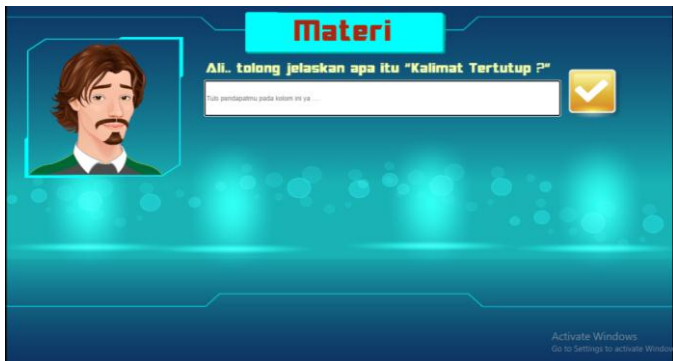 Materi
Ali.. tolong jelaskan apa itu "Kalimat Tertutup ?"
Tulis pendapatmu pada kolom ini ya ...
Activate Windows
Go to Settings to activate Window